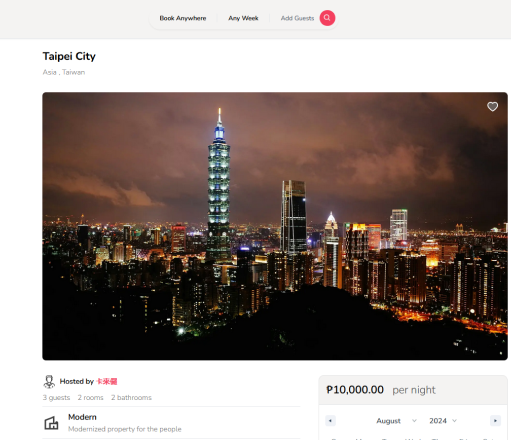 Book Anywhere
Any Week
Add Guests
Taipei City
Asia , Taiwan
Hosted by 卡來儷
3 guests 2 rooms 2 bathrooms
Modern
Modernized property for the people
₱10,000.00 per night
August 2024